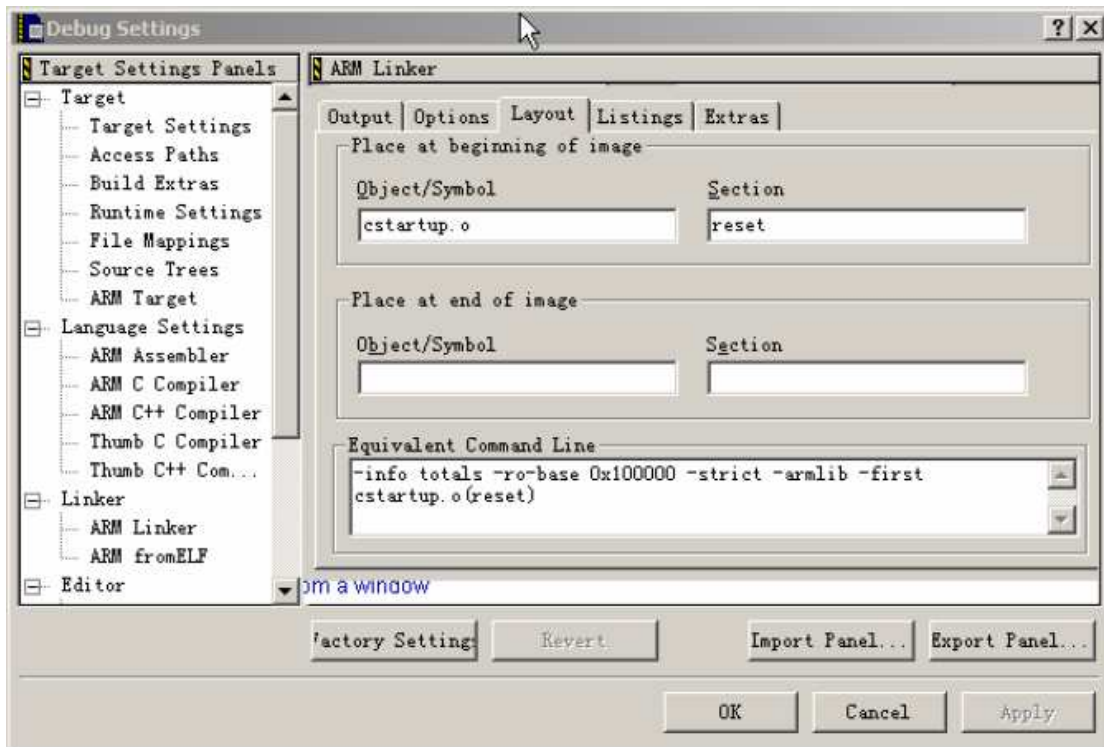 Debug Settings
Target Settings Panels
Target
Target Settings
Access Paths
Build Extras
Runtime Settings
File Mappings
Source Trees
ARM Target
Language Settings
ARM Assembler
ARM C Compiler
ARM C++ Compiler
Thumb C Compiler
Thumb C++ Com...
Linker
ARM Linker
ARM fromELF
Editor
ARM Linker
Output Options Layout Listings Extras
Place at beginning of image
Object/Symbol Section
cstartup.o reset
Place at end of image
Object/Symbol Section
Equivalent Command Line
-info totals -ro-base 0x100000 -strict -armlib -first
cstartup.o(reset)
om a window
Factory Settings Revert Import Panel... Export Panel...
OK Cancel Apply